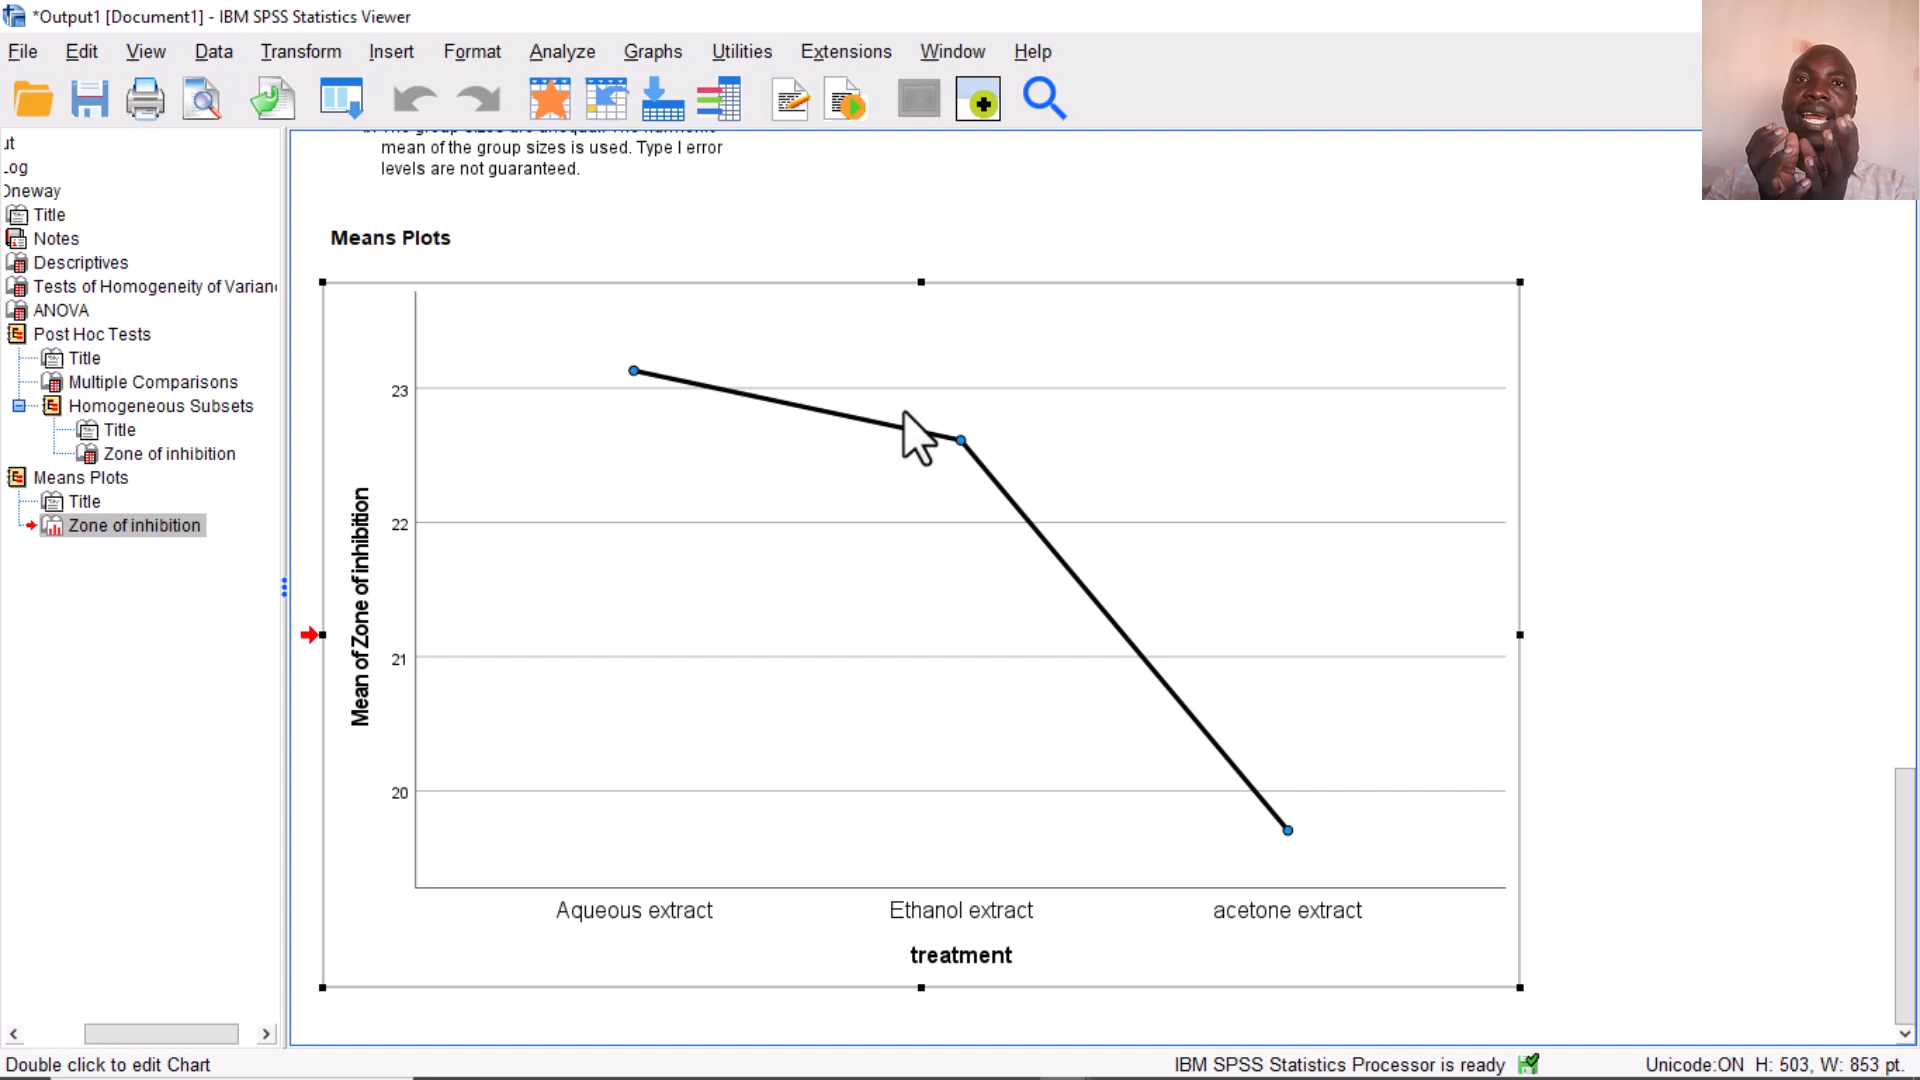 *Output1 [Document1] - IBM SPSS Statistics Viewer
File Edit View Data Transform Insert Format Analyze Graphs Utilities Extensions Window Help
mean of the group sizes is used. Type I error
levels are not guaranteed.
Log
Oneway
Title
Notes
Descriptives
Tests of Homogeneity of Varian
ANOVA
Post Hoc Tests
Title
Multiple Comparisons
Homogeneous Subsets
Title
Zone of inhibition
Means Plots
Title
Zone of inhibition
Means Plots
Mean of Zone of inhibition
23
22
21
20
Aqueous extract Ethanol extract acetone extract
treatment
Double click to edit Chart
IBM SPSS Statistics Processor is ready
Unicode:ON H: 503, W: 853 pt.